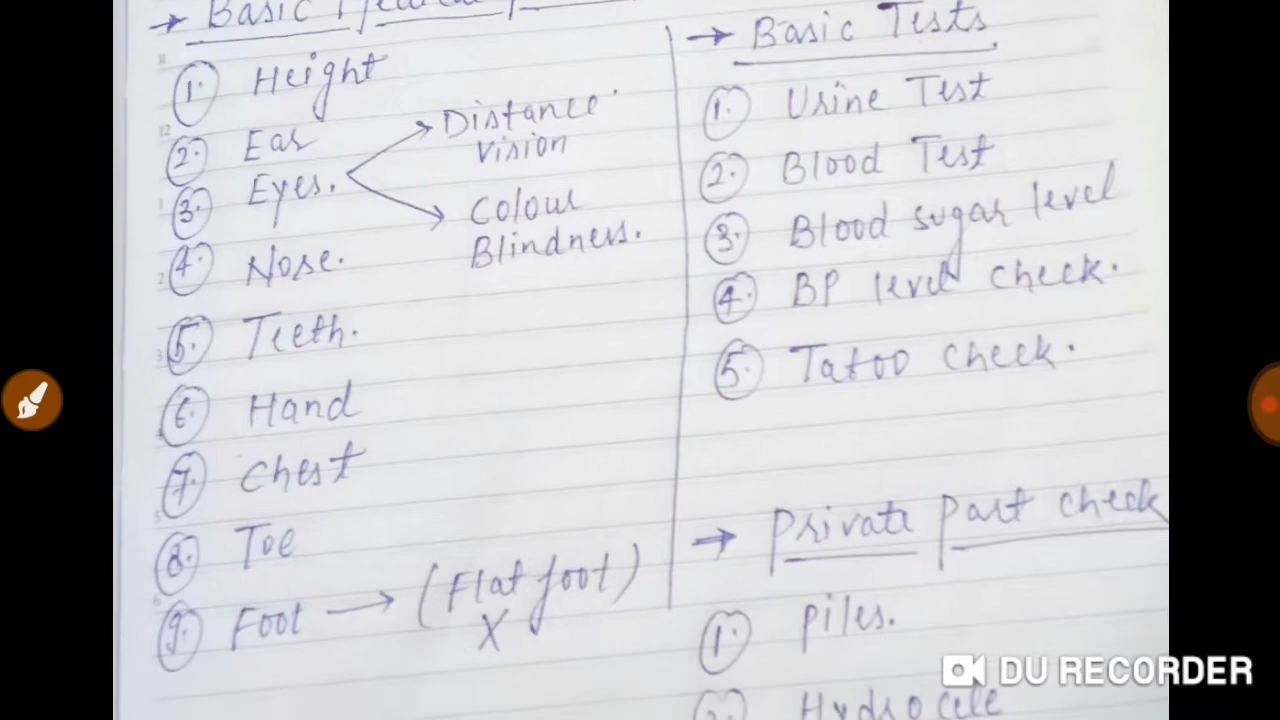 → Basic
1. Height
2. Ear
3. Eyes.
Distance
vision
Colour
Blindness.
4. Nose.
5. Teeth.
6. Hand
7. Chest
8. Toe
9. Foot → (Flat foot)
X
→ Basic Tests
1. Urine Test
2. Blood Test
3. Blood sugar level
4. BP level check.
5. Tatoo check.
→ Private Part check
1. Piles.
2. Hydrocele
DU RECORDER